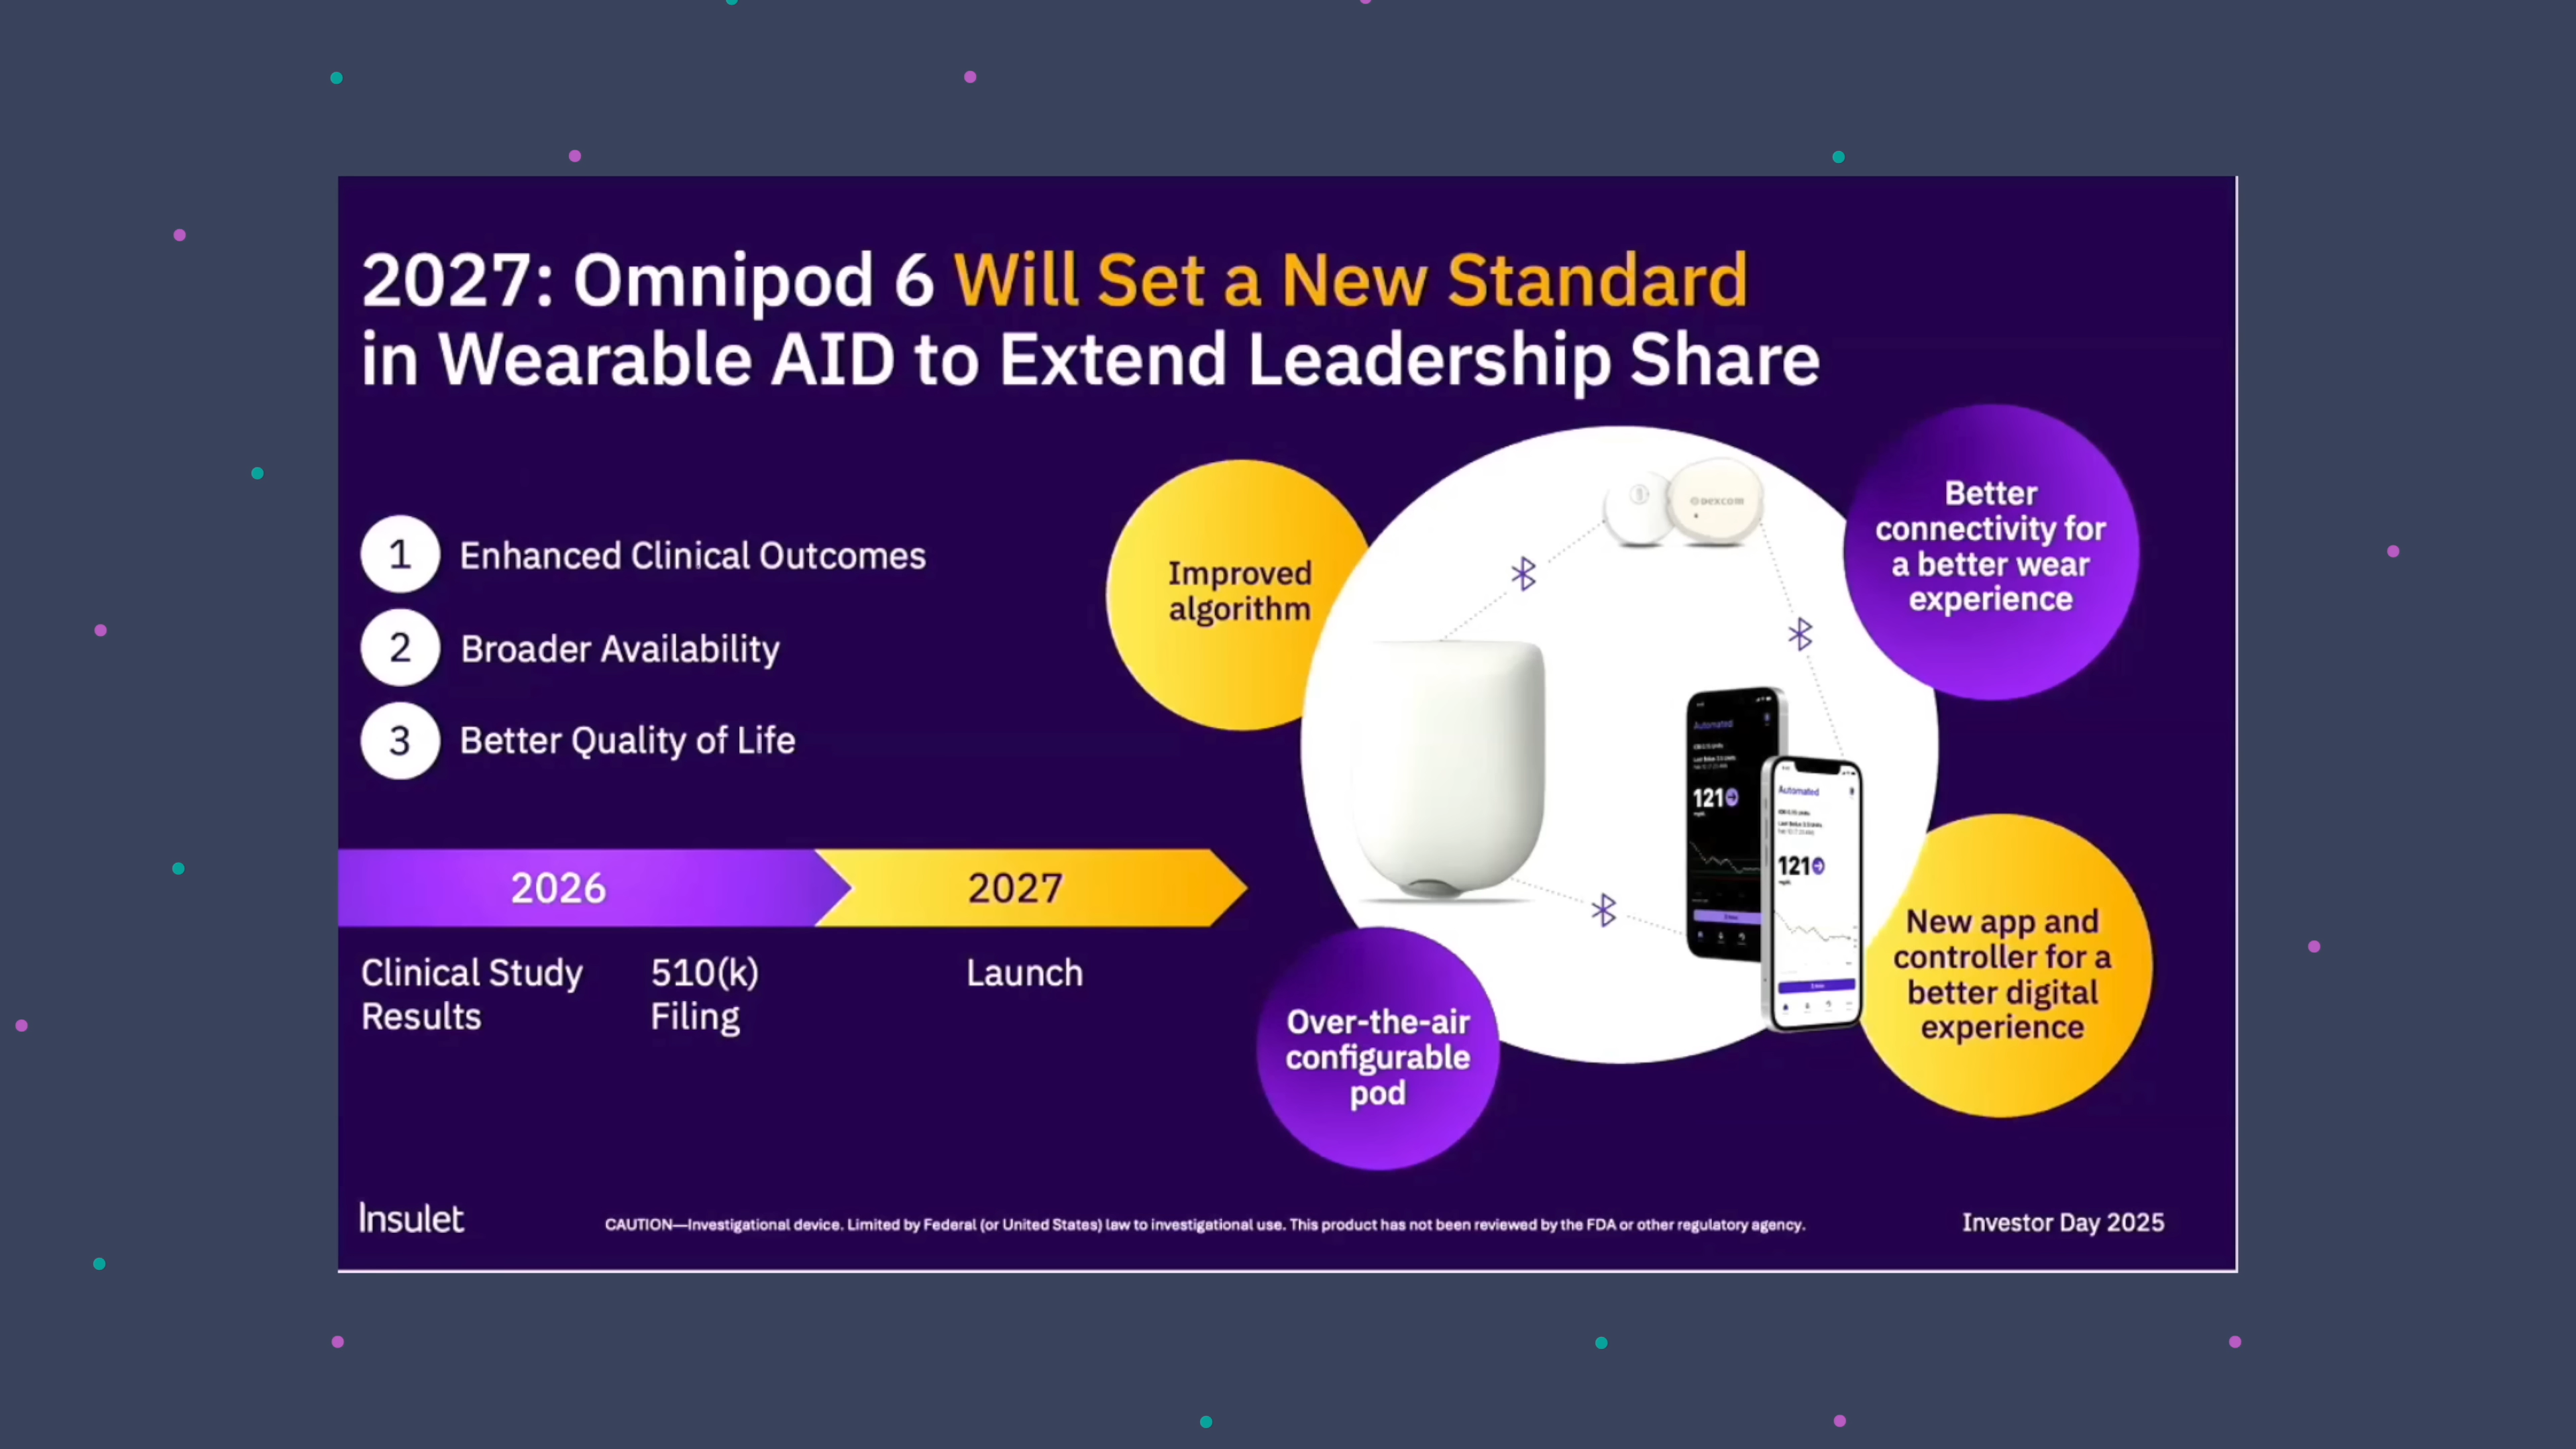 2027: Omnipod 6 Will Set a New Standard
in Wearable AID to Extend Leadership Share
1 Enhanced Clinical Outcomes
2 Broader Availability
3 Better Quality of Life
2026
2027
Clinical Study
Results
510(k)
Filing
Launch
Improved
algorithm
Dexcom
Better
connectivity for
a better wear
experience
Automated
121
Automated
121
New app and
controller for a
better digital
experience
Over-the-air
configurable
pod
Insulet
CAUTION—Investigational device. Limited by Federal (or United States) law to investigational use. This product has not been reviewed by the FDA or other regulatory agency.
Investor Day 2025